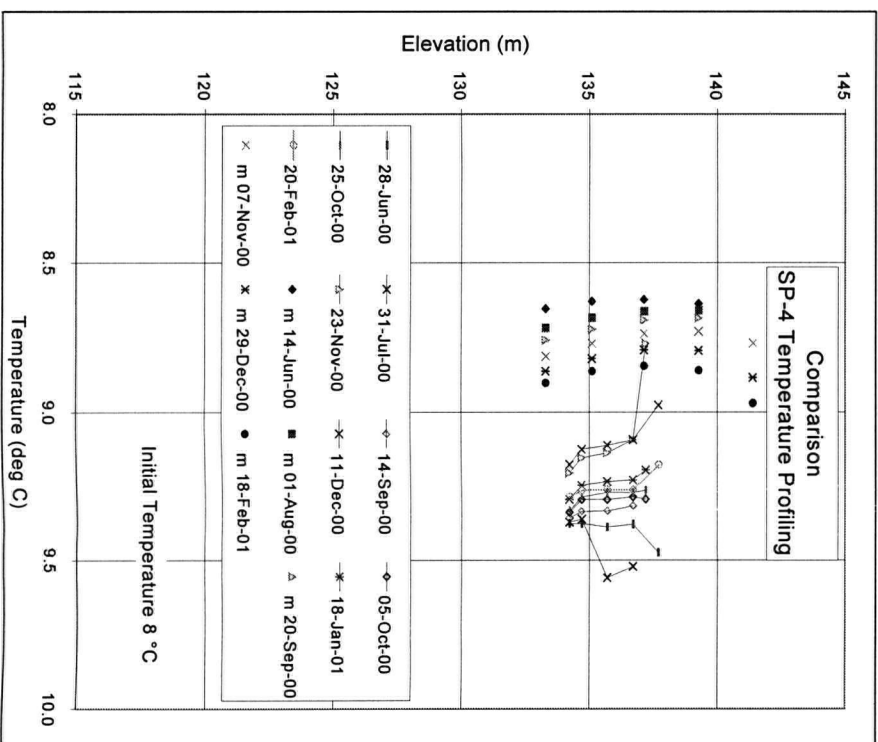 Comparison
SP-4 Temperature Profiling
Elevation (m)
145
140
135
130
125
120
115
8.0
8.5
9.0
9.5
10.0
Temperature (deg C)
28-Jun-00
31-Jul-00
14-Sep-00
05-Oct-00
25-Oct-00
23-Nov-00
11-Dec-00
18-Jan-01
20-Feb-01
m 14-Jun-00
m 01-Aug-00
m 20-Sep-00
m 07-Nov-00
m 29-Dec-00
m 18-Feb-01
Initial Temperature 8 °C